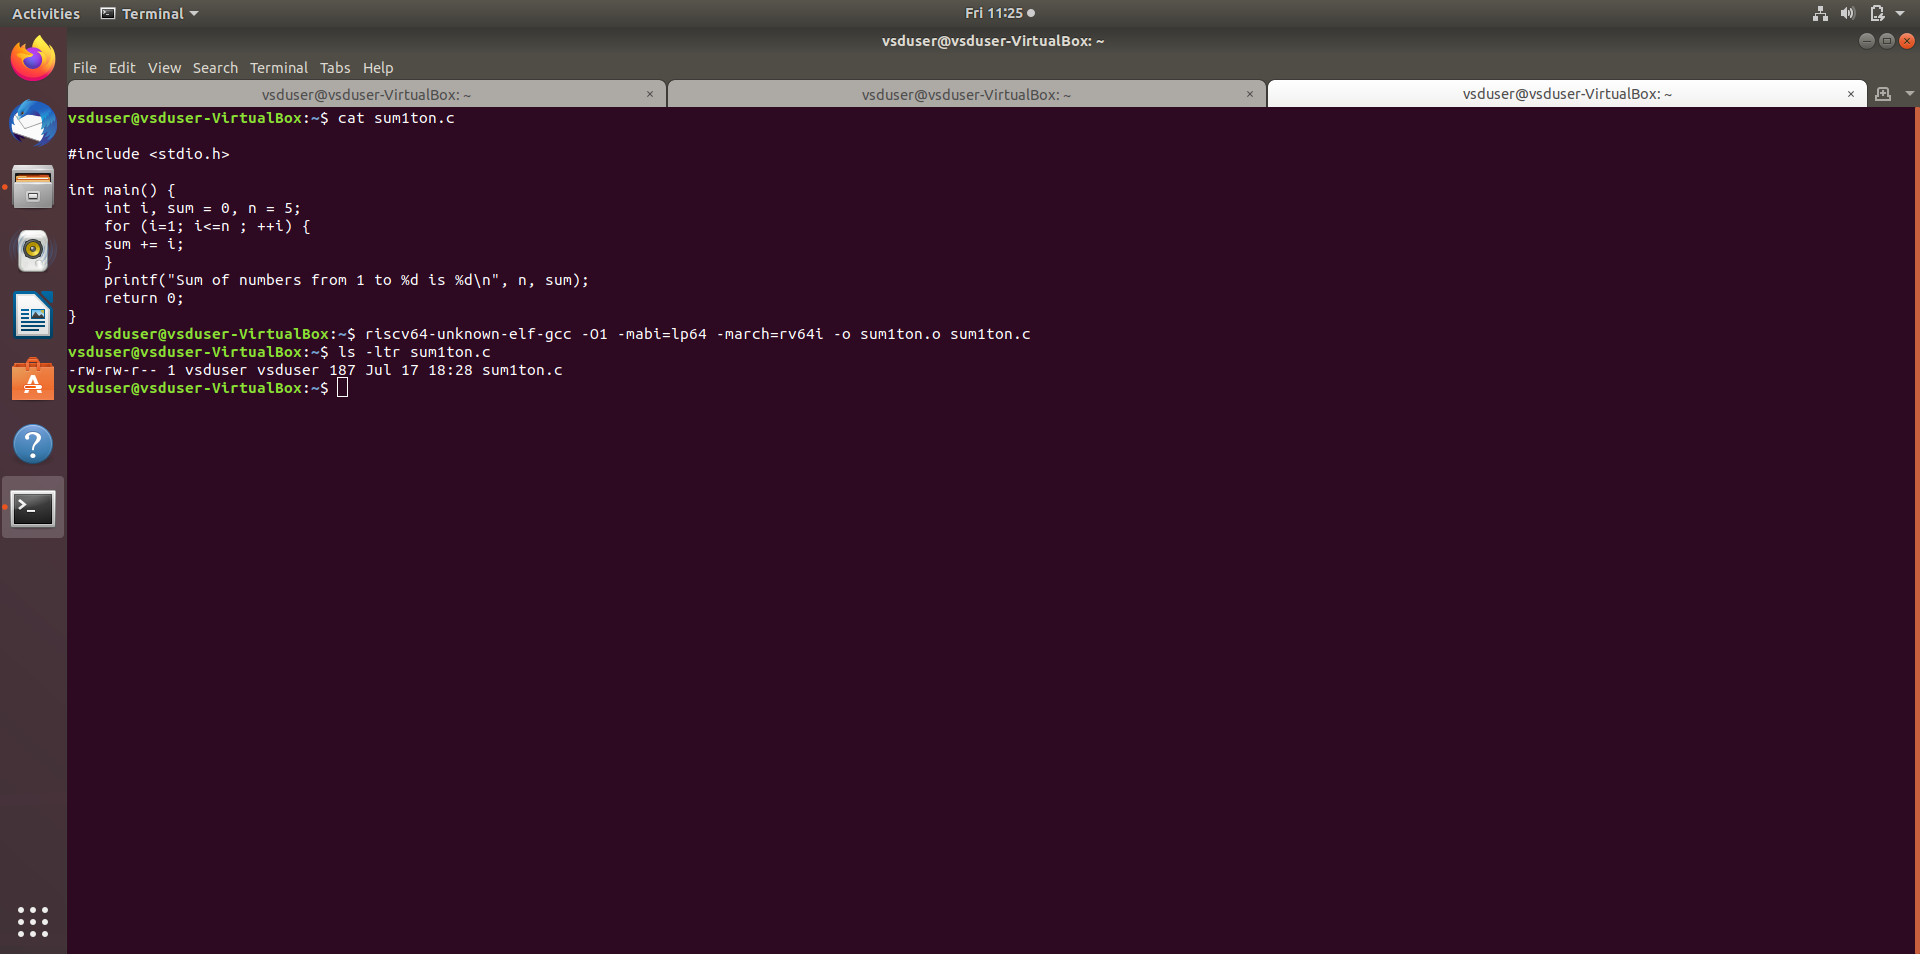 Activities Terminal Fri 11:25
vsduser@vsduser-VirtualBox: ~
File Edit View Search Terminal Tabs Help
vsduser@vsduser-VirtualBox: ~ × vsduser@vsduser-VirtualBox: ~ × vsduser@vsduser-VirtualBox: ~ ×
vsduser@vsduser-VirtualBox:~$ cat sum1ton.c

#include <stdio.h>

int main() {
    int i, sum = 0, n = 5;
    for (i=1; i<=n ; ++i) {
    sum += i;
    }
    printf("Sum of numbers from 1 to %d is %d\n", n, sum);
    return 0;
}
   vsduser@vsduser-VirtualBox:~$ riscv64-unknown-elf-gcc -O1 -mabi=lp64 -march=rv64i -o sum1ton.o sum1ton.c
vsduser@vsduser-VirtualBox:~$ ls -ltr sum1ton.c
-rw-rw-r-- 1 vsduser vsduser 187 Jul 17 18:28 sum1ton.c
vsduser@vsduser-VirtualBox:~$